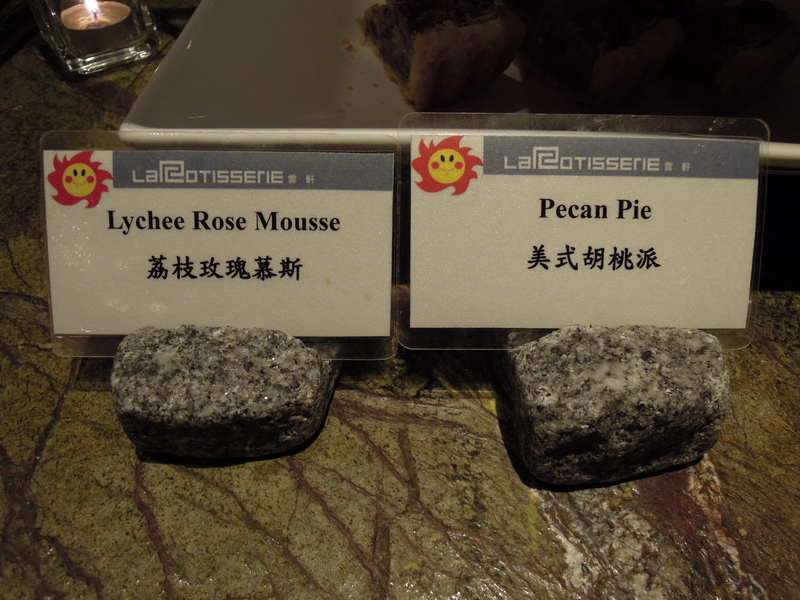 LaRotisserie 雲軒
Lychee Rose Mousse
荔枝玫瑰慕斯
LaRotisserie 雲軒
Pecan Pie
美式胡桃派